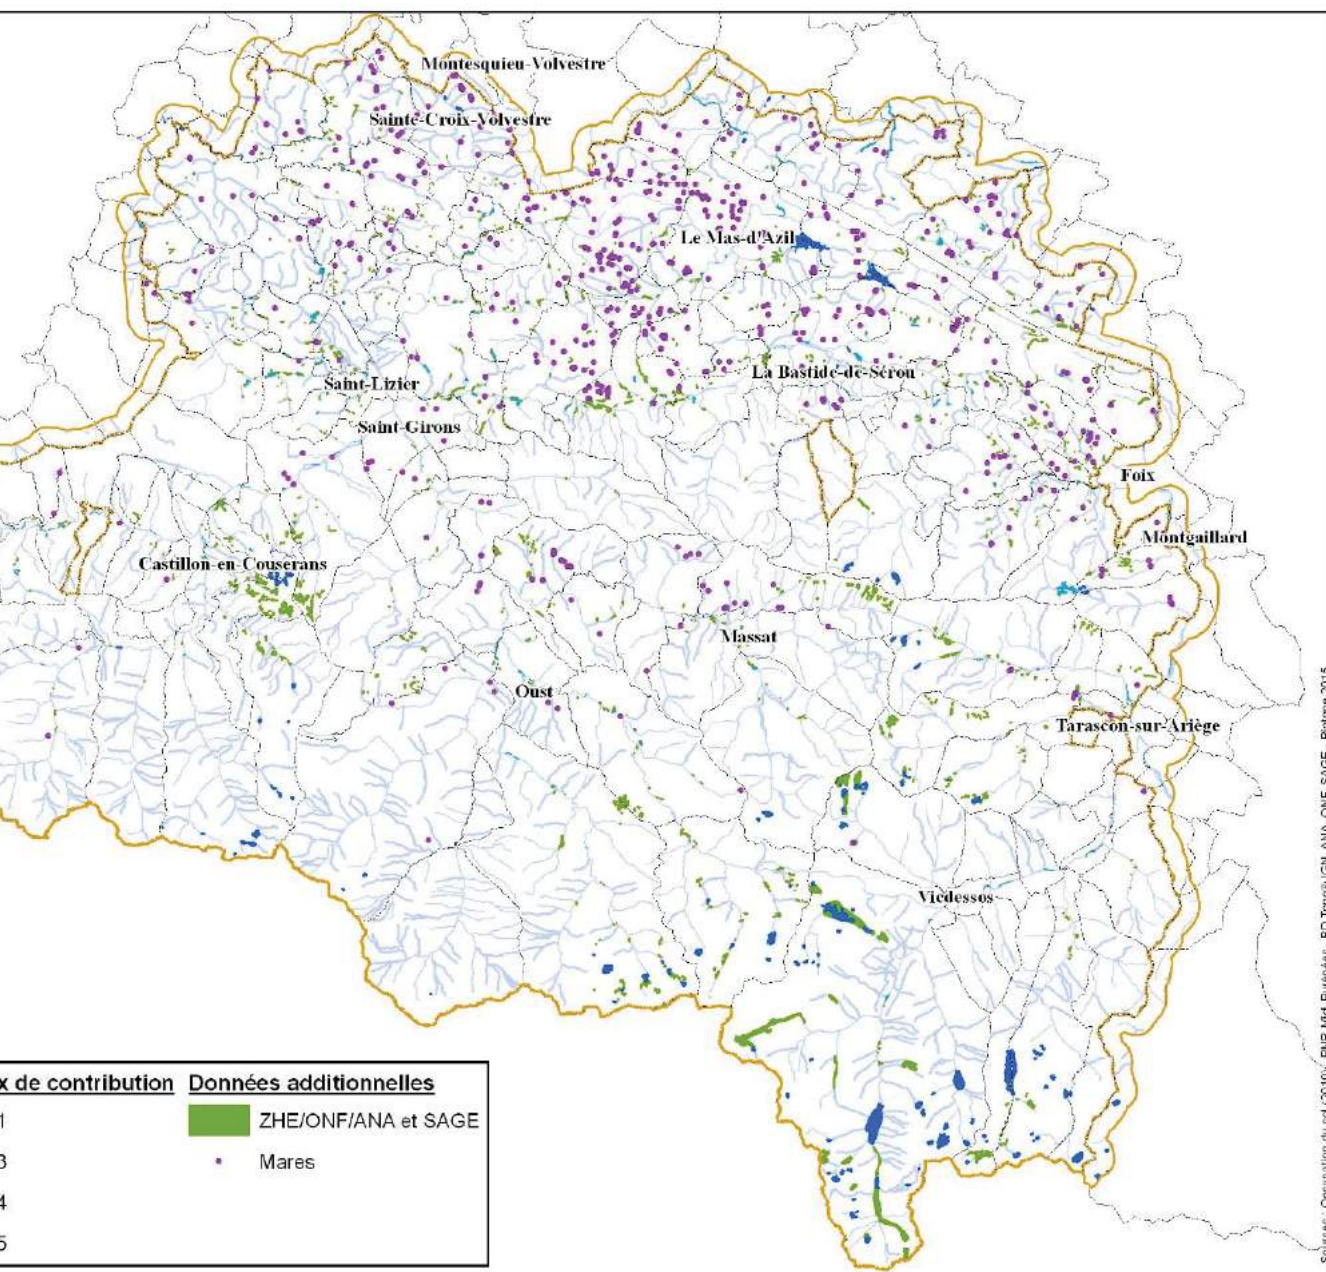 Montesquieu-Volvestre
Sainte-Croix-Volvestre
Le Mas-d'Azil
La Bastide-de-Sérou
Saint-Lizier
Saint-Girons
Foix
Montgaillard
Castillon-en-Couserans
Massat
Oust
Tarascon-sur-Ariège
Vicdessos
x de contribution
1
3
4
5
Données additionnelles
ZHE/ONF/ANA et SAGE
Mares